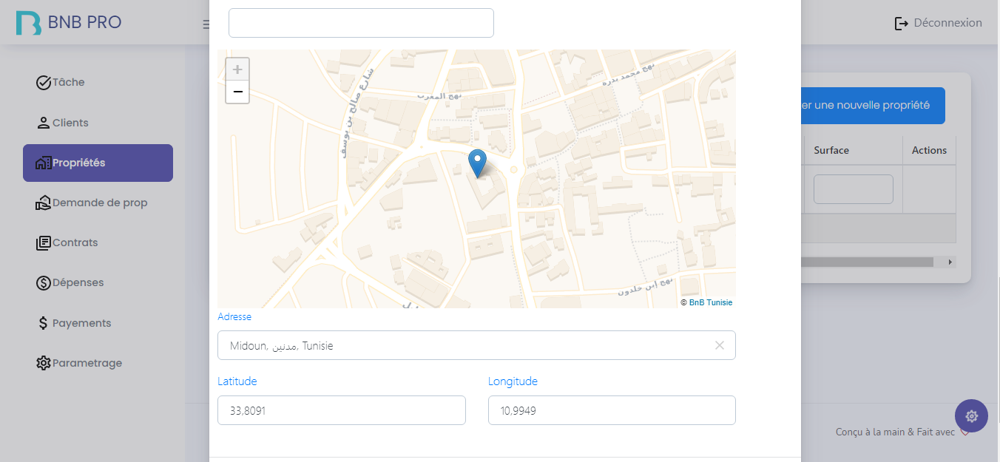 BNB PRO
Déconnexion
Tâche
Clients
Propriétés
Demande de prop
Contrats
Dépenses
Payements
Parametrage
er une nouvelle propriété
Surface
Actions
+
−
شارع صالح بن يوسف
نهج المغرب
نهج محمد بدره
نهج إبن خلدون
© BnB Tunisie
Adresse
Midoun, مدنين, Tunisie
Latitude
Longitude
33,8091
10,9949
Conçu à la main & Fait avec